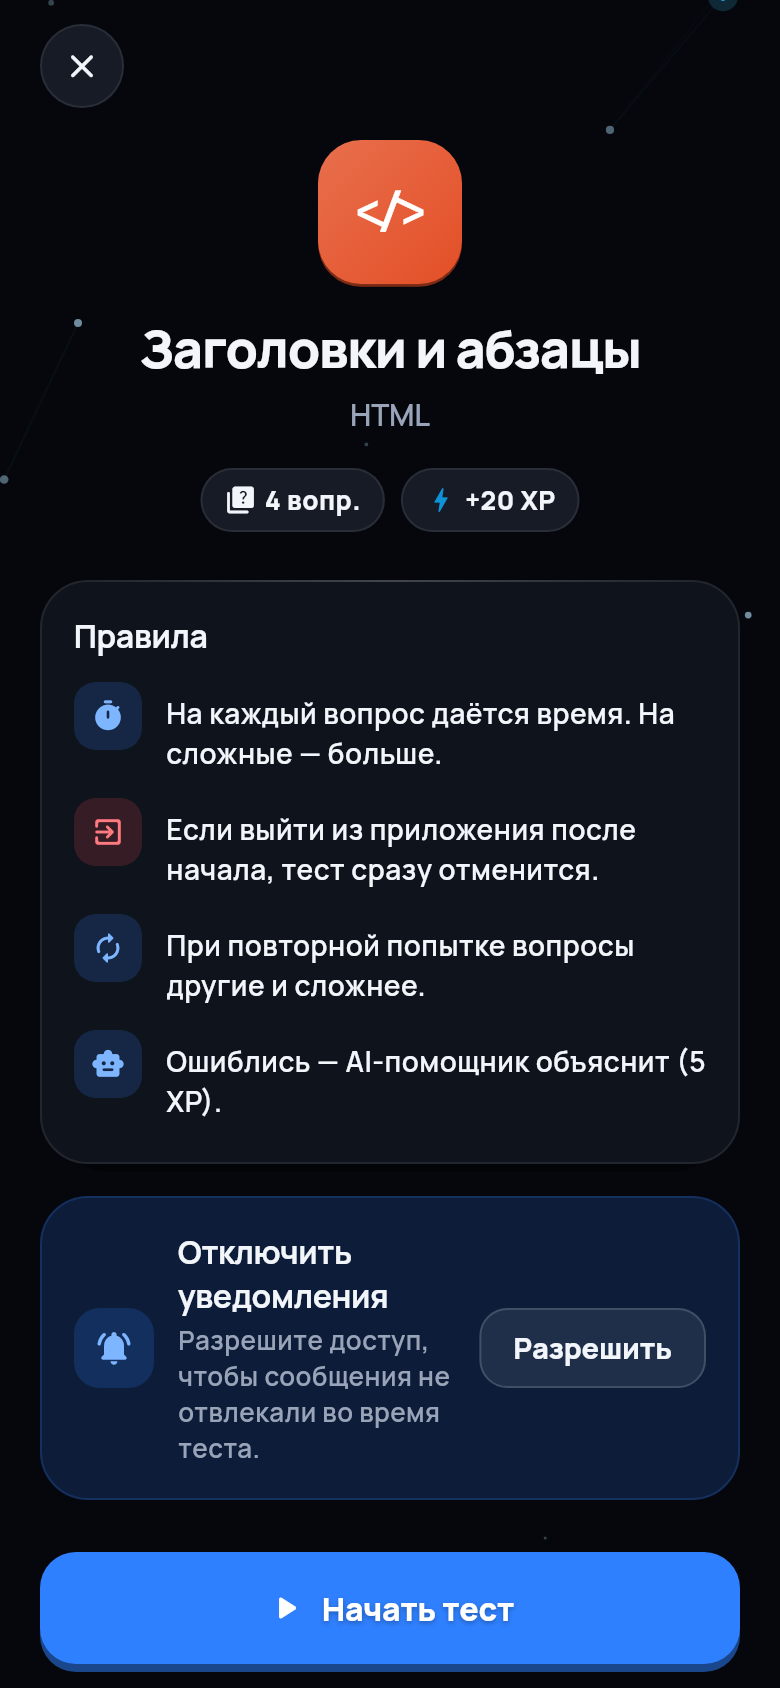 </>
Заголовки и абзацы
HTML
4 вопр.
+20 XP
Правила
На каждый вопрос даётся время. На
сложные — больше.
Если выйти из приложения после
начала, тест сразу отменится.
При повторной попытке вопросы
другие и сложнее.
Ошиблись — AI-помощник объяснит (5
XP).
Отключить
уведомления
Разрешите доступ,
чтобы сообщения не
отвлекали во время
теста.
Разрешить
Начать тест